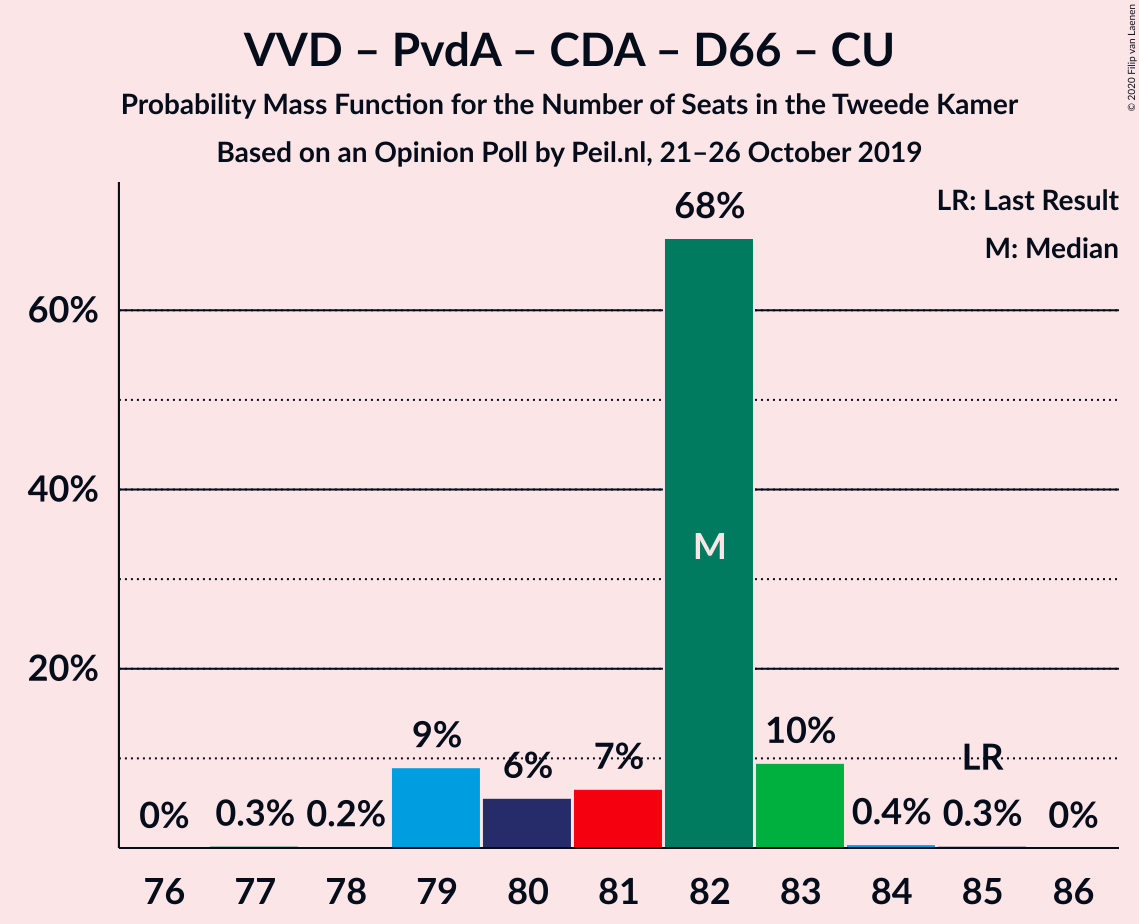 VVD – PvdA – CDA – D66 – CU
Probability Mass Function for the Number of Seats in the Tweede Kamer
Based on an Opinion Poll by Peil.nl, 21–26 October 2019
© 2020 Filip van Laenen
LR: Last Result
M: Median
68%
60%
40%
20%
M
0%
0.3%
0.2%
9%
6%
7%
10%
0.4%
LR
0.3%
0%
76 77 78 79 80 81 82 83 84 85 86